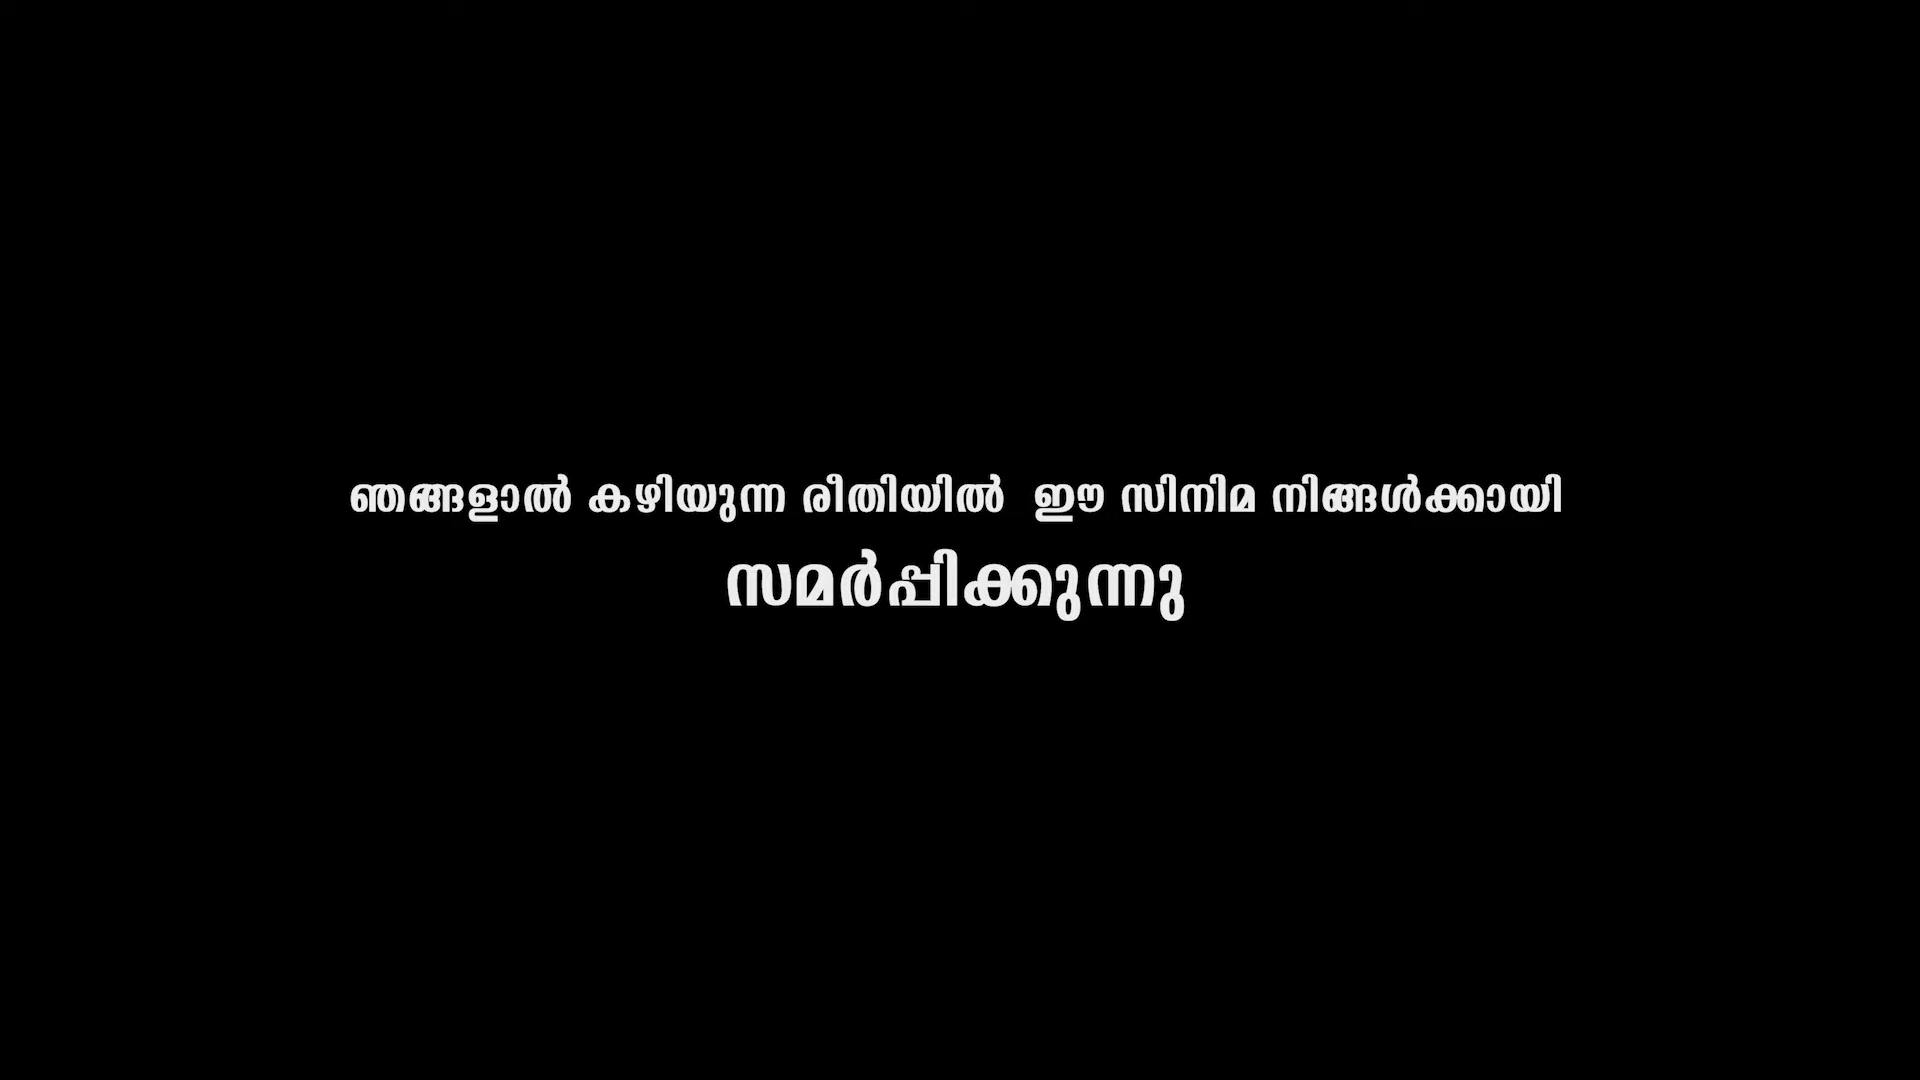 ഞങ്ങളാൽ കഴിയുന്ന രീതിയിൽ ഈ സിനിമ നിങ്ങൾക്കായി
സമർപ്പിക്കുന്നു